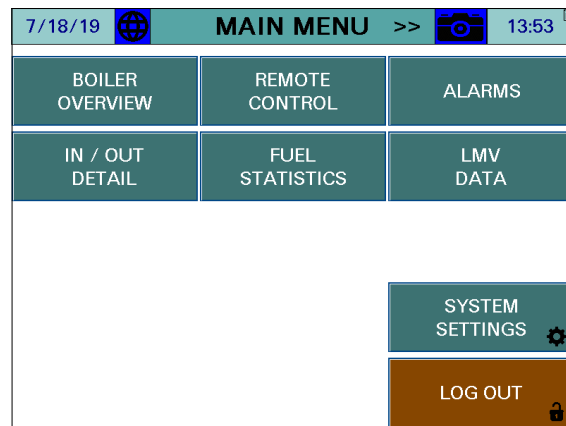 7/18/19 MAIN MENU >> 13:53
BOILER
OVERVIEW
REMOTE
CONTROL
ALARMS
IN / OUT
DETAIL
FUEL
STATISTICS
LMV
DATA
SYSTEM
SETTINGS
LOG OUT